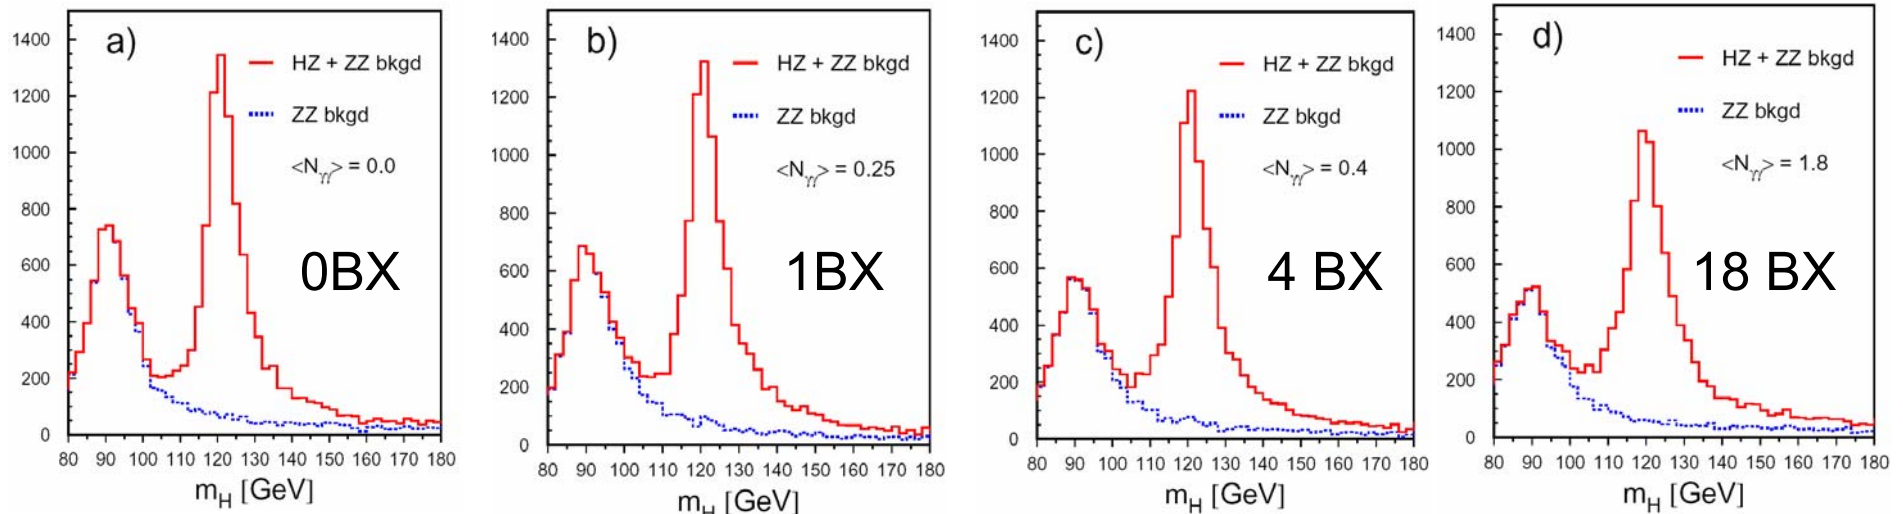 a)
HZ + ZZ bkgd
ZZ bkgd
<Nγγ> = 0.0
0BX
1400
1200
1000
800
600
400
200
0
80 90 100 110 120 130 140 150 160 170 180
mH [GeV]
b)
HZ + ZZ bkgd
ZZ bkgd
<Nγγ> = 0.25
1BX
1400
1200
1000
800
600
400
200
0
80 90 100 110 120 130 140 150 160 170 180
mH [GeV]
c)
HZ + ZZ bkgd
ZZ bkgd
<Nγγ> = 0.4
4 BX
1400
1200
1000
800
600
400
200
0
80 90 100 110 120 130 140 150 160 170 180
mH [GeV]
d)
HZ + ZZ bkgd
ZZ bkgd
<Nγγ> = 1.8
18 BX
1400
1200
1000
800
600
400
200
0
80 90 100 110 120 130 140 150 160 170 180
mH [GeV]